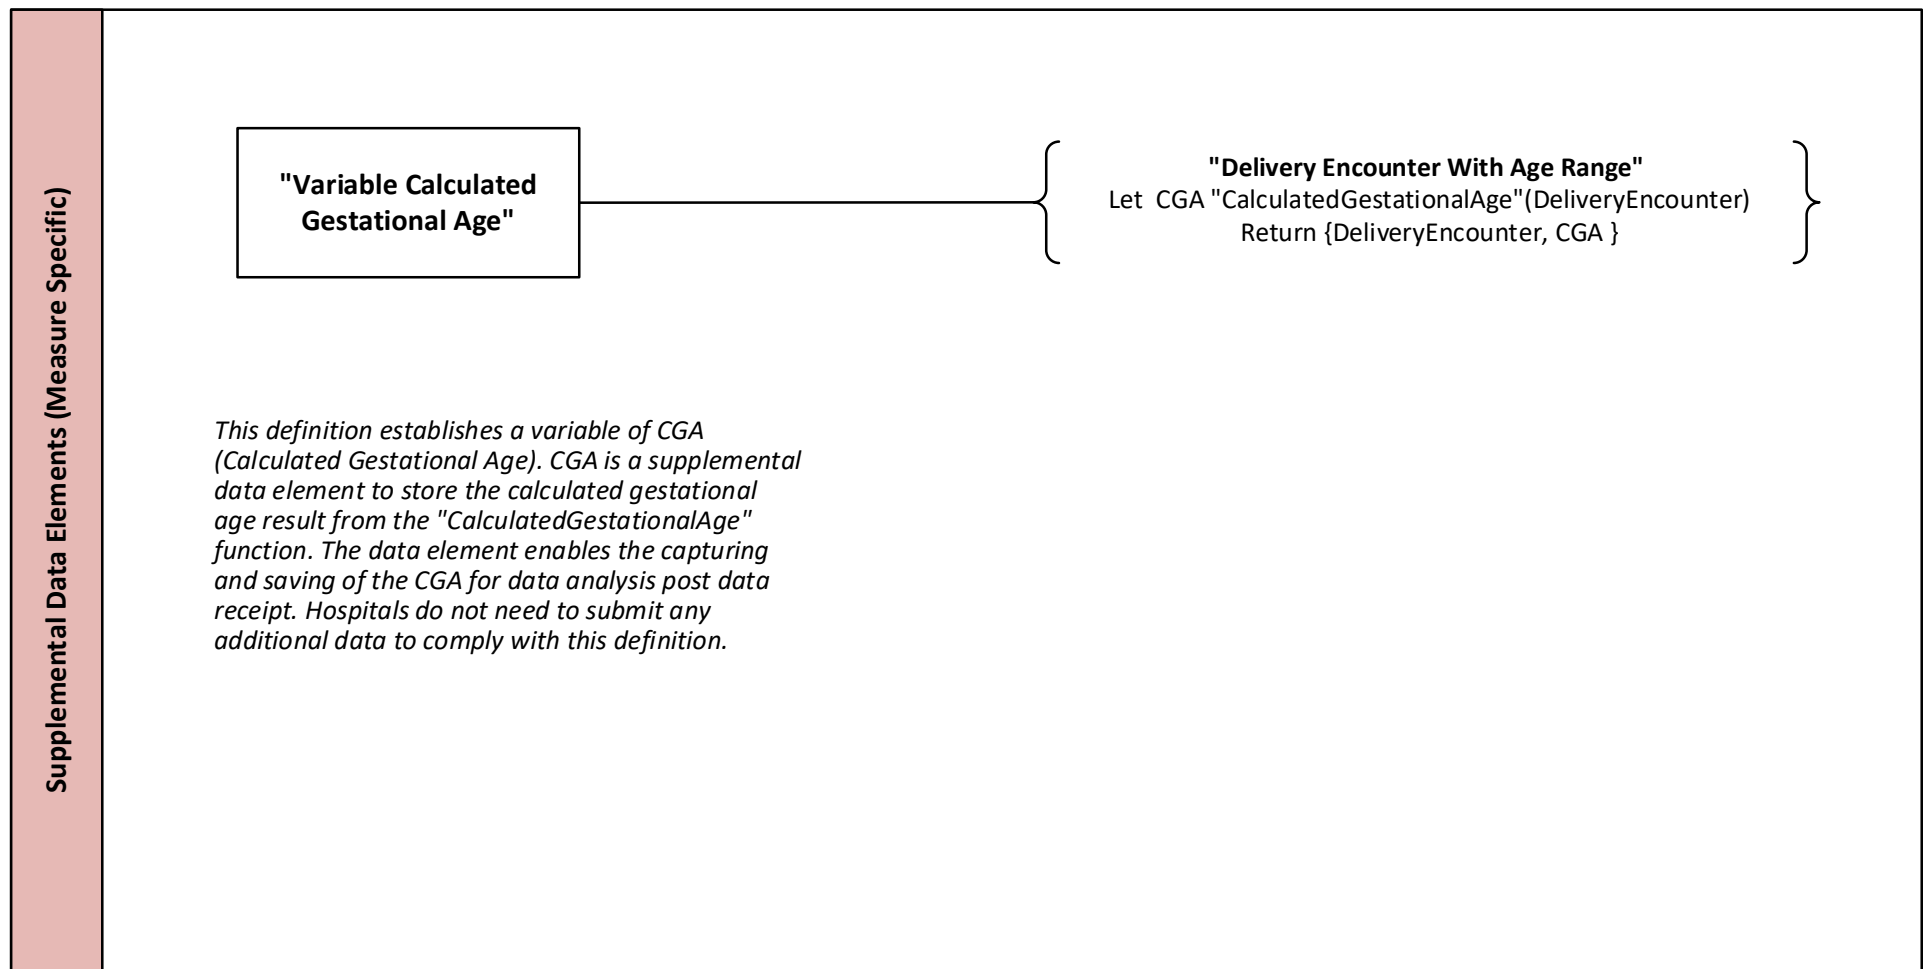 Supplemental Data Elements (Measure Specific)
"Variable Calculated
Gestational Age"
"Delivery Encounter With Age Range"
Let  CGA "CalculatedGestationalAge"(DeliveryEncounter)
Return {DeliveryEncounter, CGA }
This definition establishes a variable of CGA
(Calculated Gestational Age). CGA is a supplemental
data element to store the calculated gestational
age result from the "CalculatedGestationalAge"
function. The data element enables the capturing
and saving of the CGA for data analysis post data
receipt. Hospitals do not need to submit any
additional data to comply with this definition.